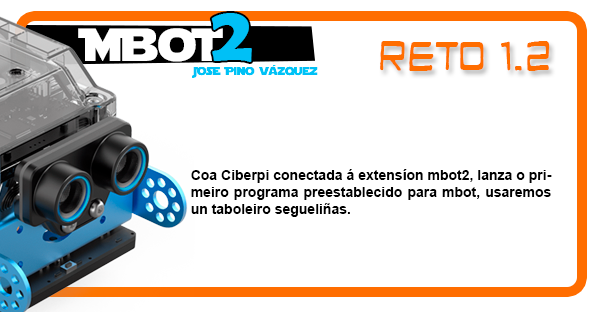 MBOT2
JOSE PINO VÁZQUEZ
RETO 1.2
Coa Ciberpi conectada á extensíon mbot2, lanza o pri-
meiro programa preestablecido para mbot, usaremos
un taboleiro segueliñas.